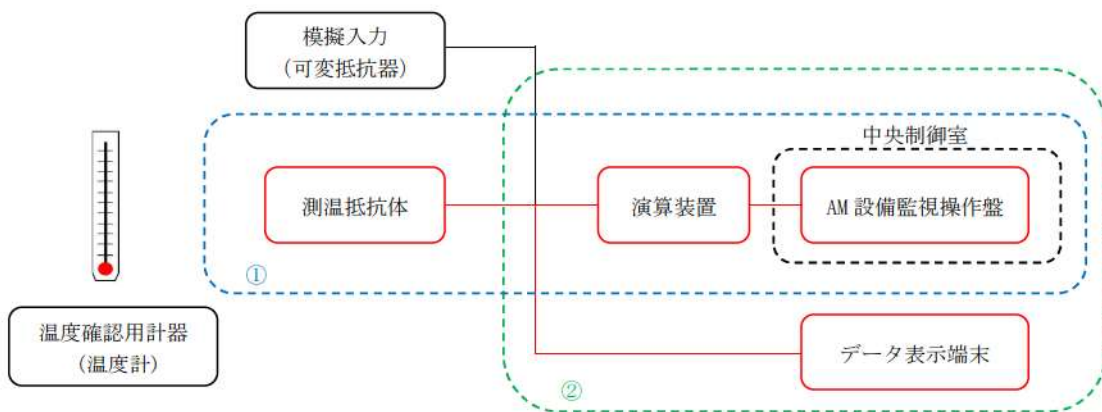 模擬入力
（可変抵抗器）
中央制御室
測温抵抗体
演算装置
AM 設備監視操作盤
①
温度確認用計器
（温度計）
データ表示端末
②